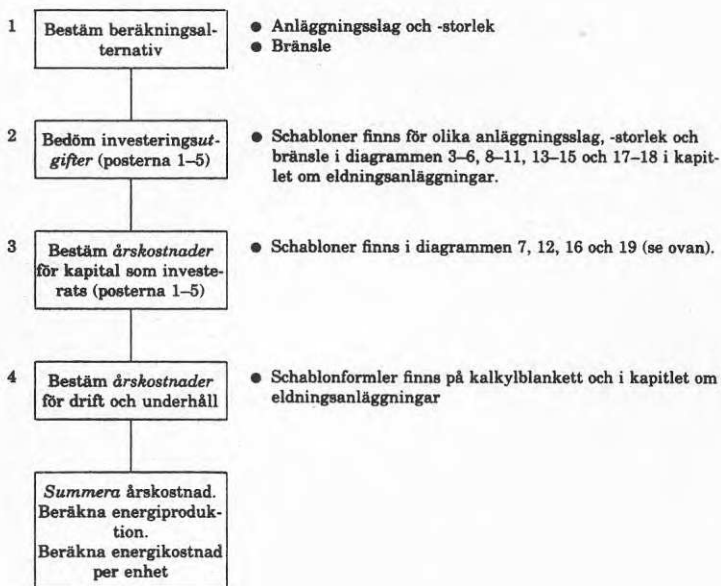 1
Bestäm beräkningsal-
ternativ
● Anläggningsslag och -storlek
● Bränsle
2
Bedöm investeringsut-
gifter (posterna 1–5)
● Schabloner finns för olika anläggningsslag, -storlek och
bränsle i diagrammen 3–6, 8–11, 13–15 och 17–18 i kapit-
let om eldningsanläggningar.
3
Bestäm årskostnader
för kapital som investe-
rats (posterna 1–5)
● Schabloner finns i diagrammen 7, 12, 16 och 19 (se ovan).
4
Bestäm årskostnader
för drift och underhåll
● Schablonformler finns på kalkylblankett och i kapitlet om
eldningsanläggningar
Summera årskostnad.
Beräkna energiproduk-
tion.
Beräkna energikostnad
per enhet